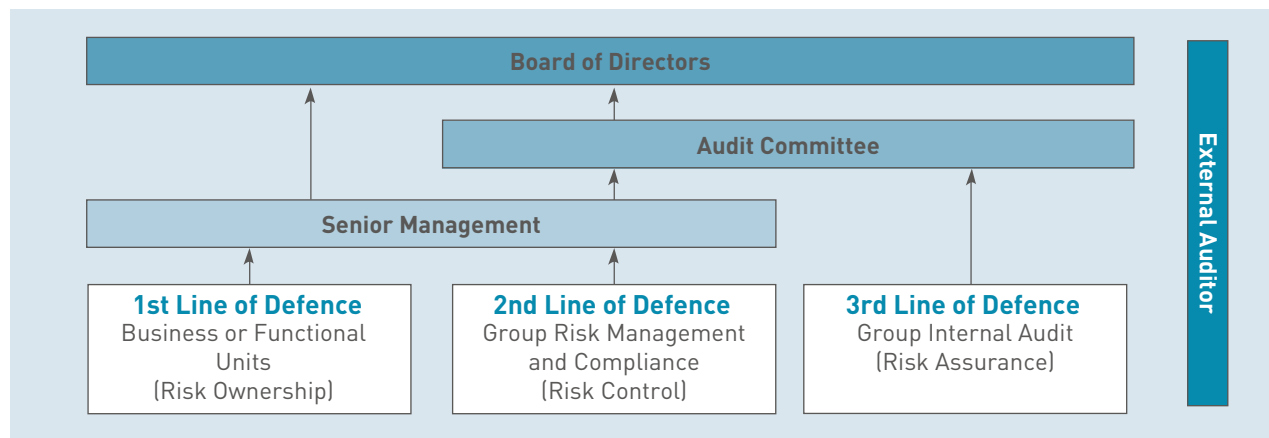 Board of Directors
Audit Committee
Senior Management
1st Line of Defence
Business or Functional
Units
(Risk Ownership)
2nd Line of Defence
Group Risk Management
and Compliance
(Risk Control)
3rd Line of Defence
Group Internal Audit
(Risk Assurance)
External Auditor